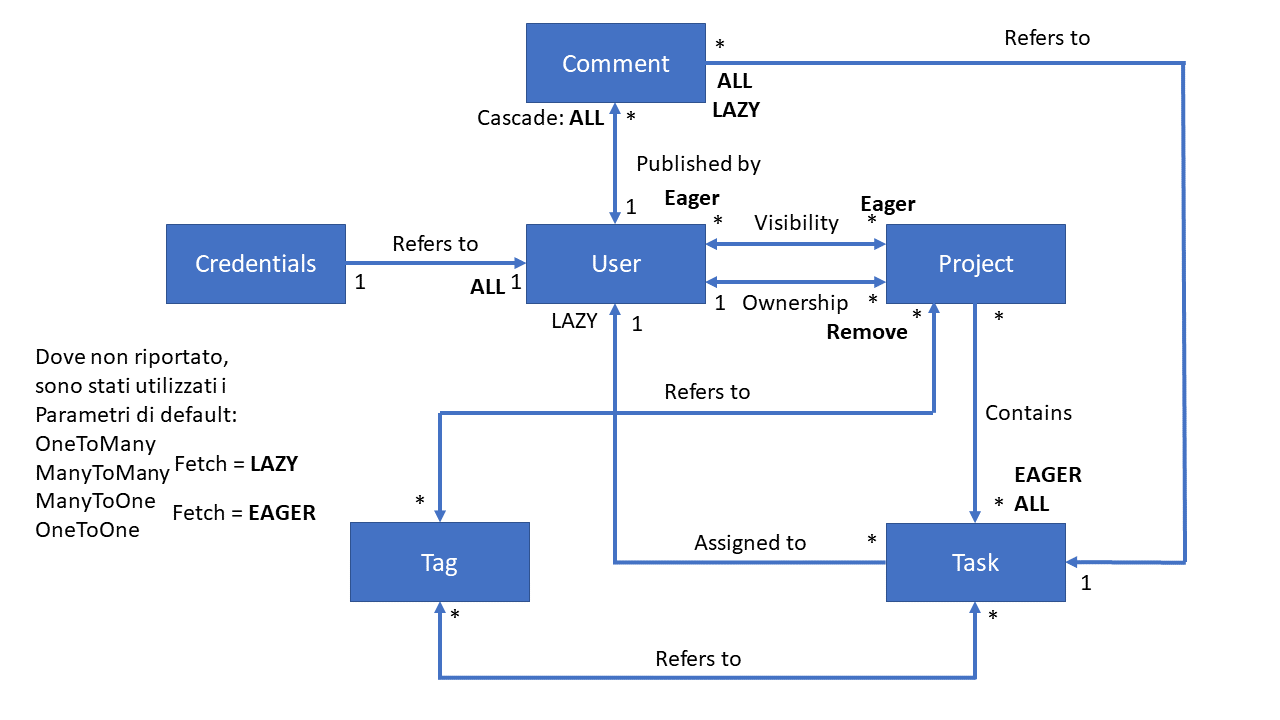 *
Refers to
Comment
ALL
LAZY
Cascade: ALL
*
Published by
1
Eager
Eager
*
Visibility
*
Credentials
Refers to
User
Project
1
ALL
1
1
Ownership
*
LAZY
1
Remove
*
*
Dove non riportato,
sono stati utilizzati i
Parametri di default:
OneToMany
ManyToMany
Fetch = LAZY
ManyToOne
OneToOne
Fetch = EAGER
Refers to
Contains
EAGER
ALL
*
*
Assigned to
*
Tag
Task
1
*
*
Refers to